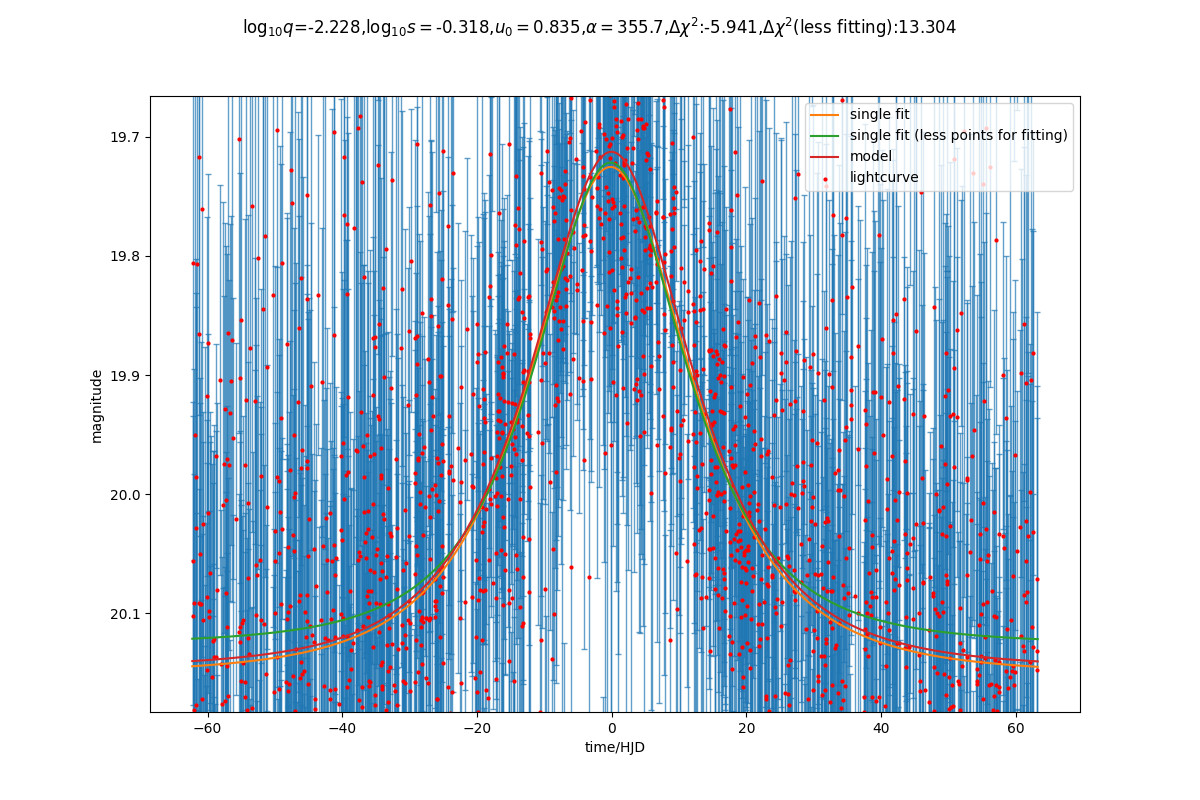 log₁₀q=-2.228,log₁₀s = -0.318,u₀ = 0.835,α = 355.7,Δχ²:-5.941,Δχ²(less fitting):13.304
single fit
single fit (less points for fitting)
model
lightcurve
19.7
19.8
19.9
20.0
20.1
magnitude
−60
−40
−20
0
20
40
60
time/HJD